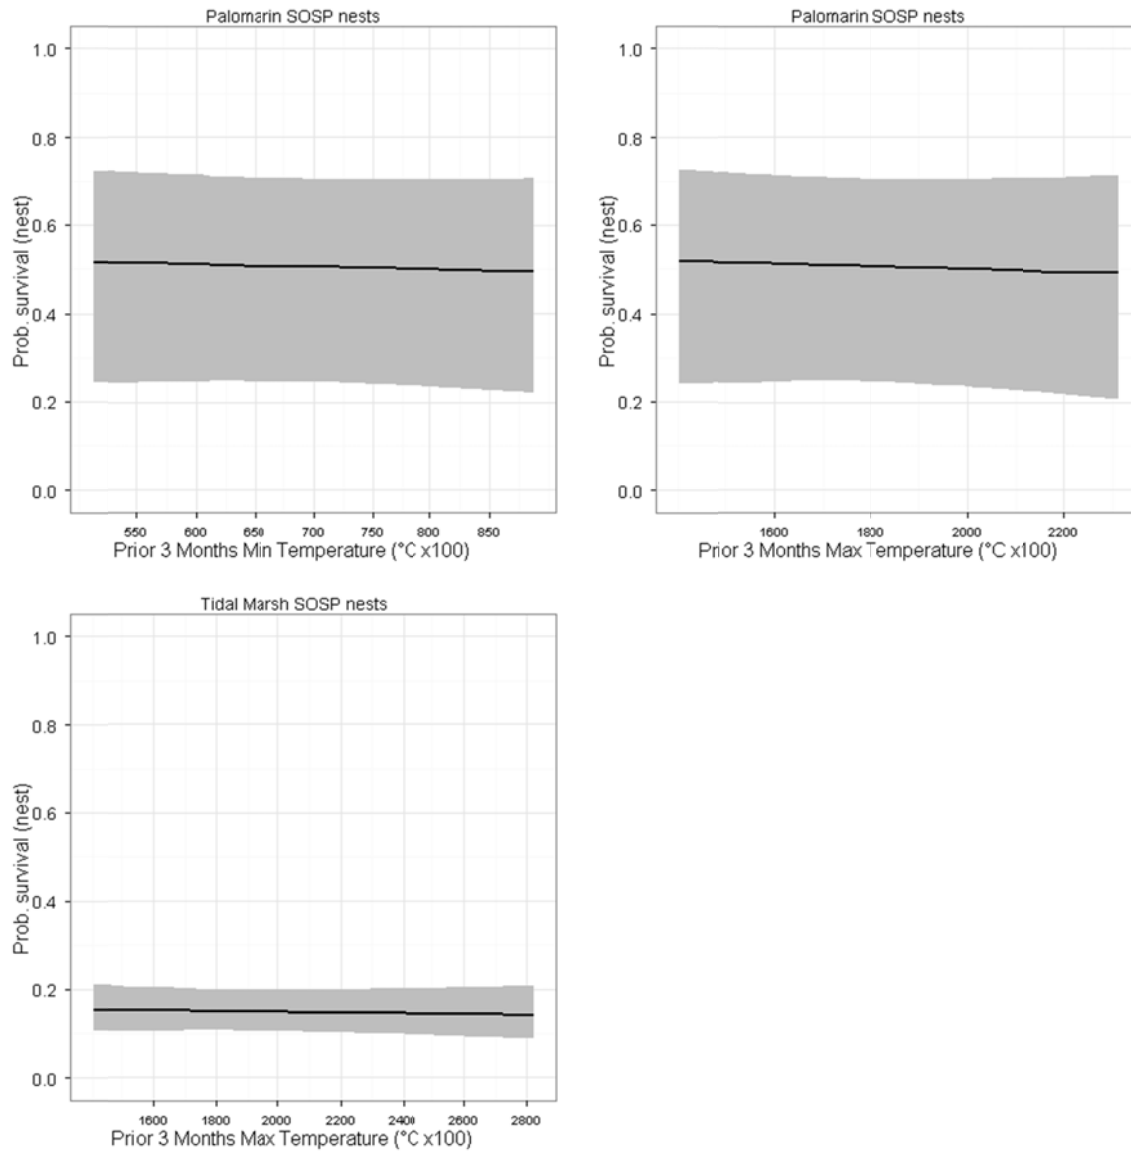 Palomarin SOSP nests
Prob. survival (nest)
1.0
0.8
0.6
0.4
0.2
0.0
550 600 650 700 750 800 850
Prior 3 Months Min Temperature (°C x100)
Palomarin SOSP nests
Prob. survival (nest)
1.0
0.8
0.6
0.4
0.2
0.0
1600 1800 2000 2200
Prior 3 Months Max Temperature (°C x100)
Tidal Marsh SOSP nests
Prob. survival (nest)
1.0
0.8
0.6
0.4
0.2
0.0
1600 1800 2000 2200 2400 2600 2800
Prior 3 Months Max Temperature (°C x100)